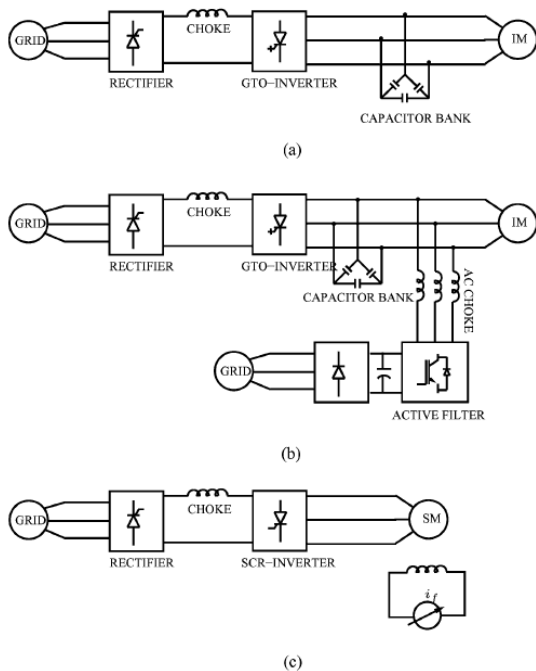 GRID
CHOKE
IM
RECTIFIER
GTO-INVERTER
CAPACITOR BANK
(a)
GRID
CHOKE
IM
RECTIFIER
GTO-INVERTER
CAPACITOR BANK
AC CHOKE
GRID
ACTIVE FILTER
(b)
GRID
CHOKE
SM
RECTIFIER
SCR-INVERTER
i_f
(c)